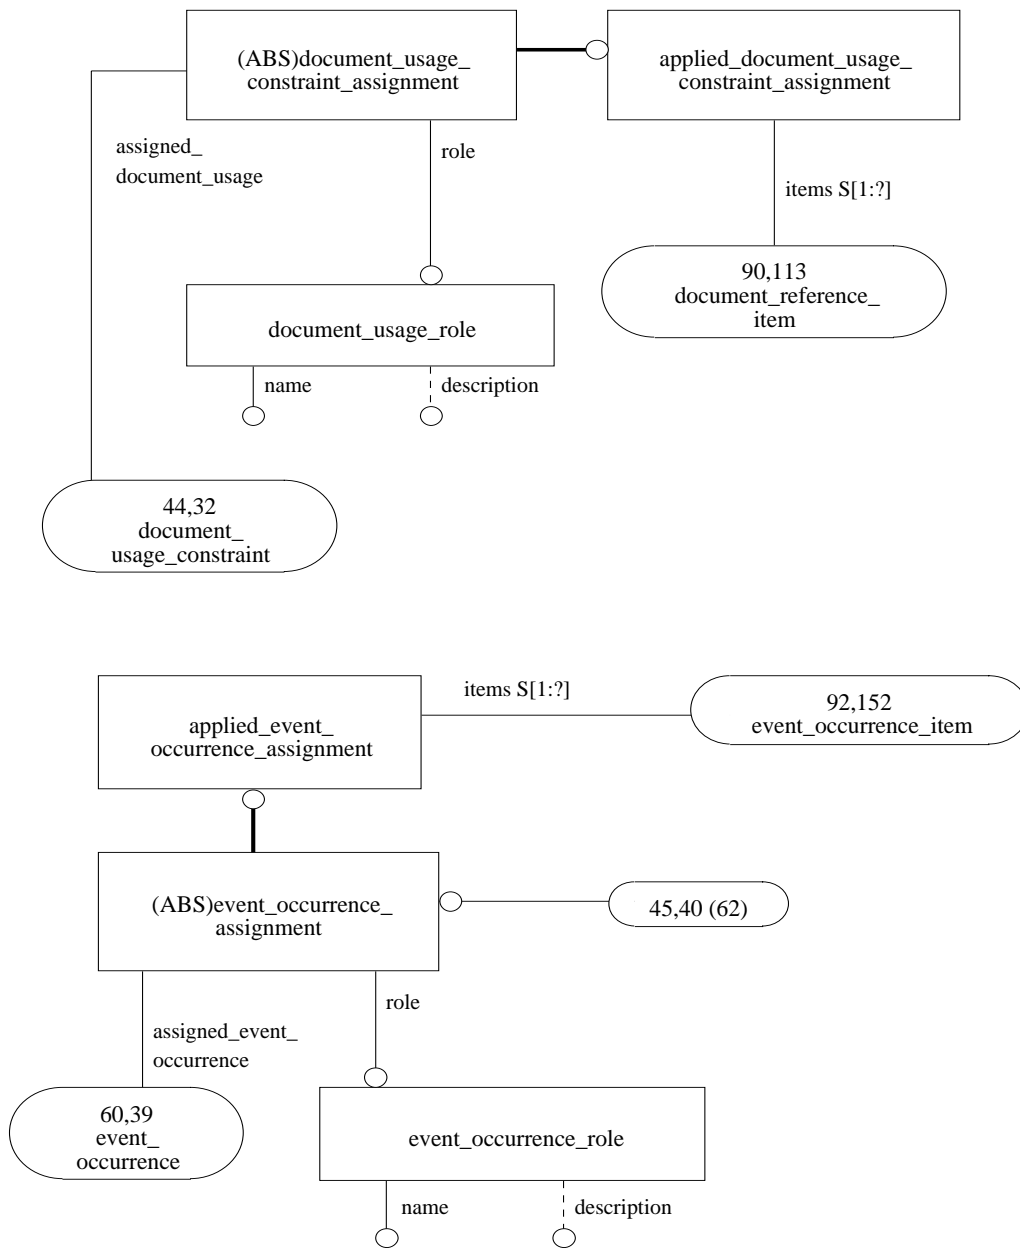 (ABS)document_usage_
constraint_assignment
applied_document_usage_
constraint_assignment
assigned_
document_usage
role
items S[1:?]
90,113
document_reference_
item
document_usage_role
name
description
44,32
document_
usage_constraint
items S[1:?]
applied_event_
occurrence_assignment
92,152
event_occurrence_item
(ABS)event_occurrence_
assignment
45,40 (62)
role
assigned_event_
occurrence
60,39
event_
occurrence
event_occurrence_role
name
description